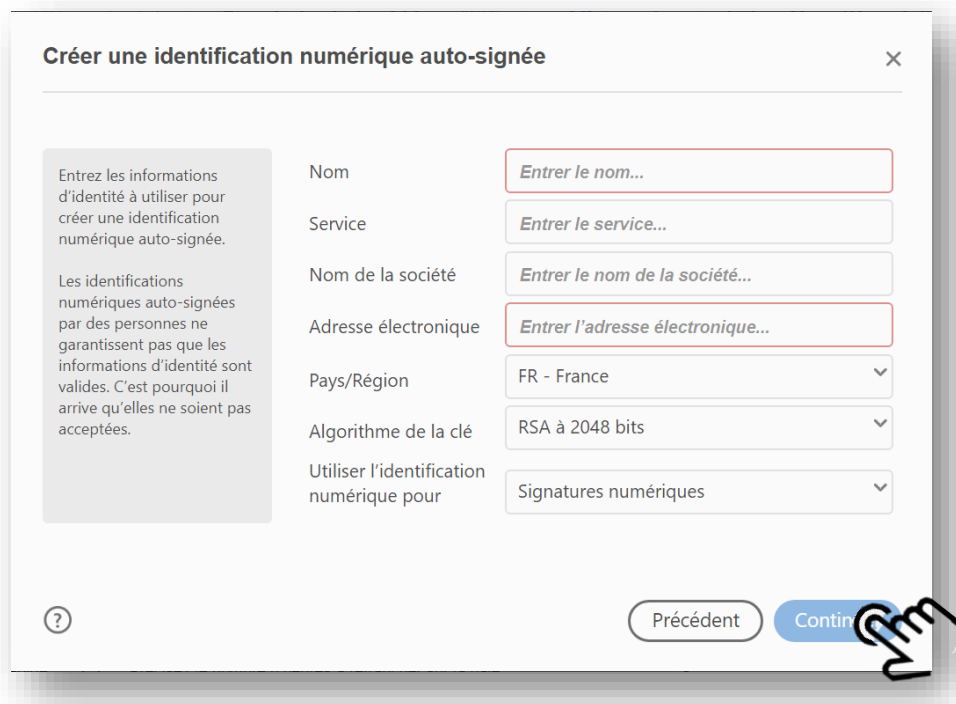 Créer une identification numérique auto-signée
Entrez les informations
d’identité à utiliser pour
créer une identification
numérique auto-signée.
Les identifications
numériques auto-signées
par des personnes ne
garantissent pas que les
informations d’identité sont
valides. C’est pourquoi il
arrive qu’elles ne soient pas
acceptées.
Nom
Entrer le nom...
Service
Entrer le service...
Nom de la société
Entrer le nom de la société...
Adresse électronique
Entrer l’adresse électronique...
Pays/Région
FR - France
Algorithme de la clé
RSA à 2048 bits
Utiliser l’identification
numérique pour
Signatures numériques
?
Précédent